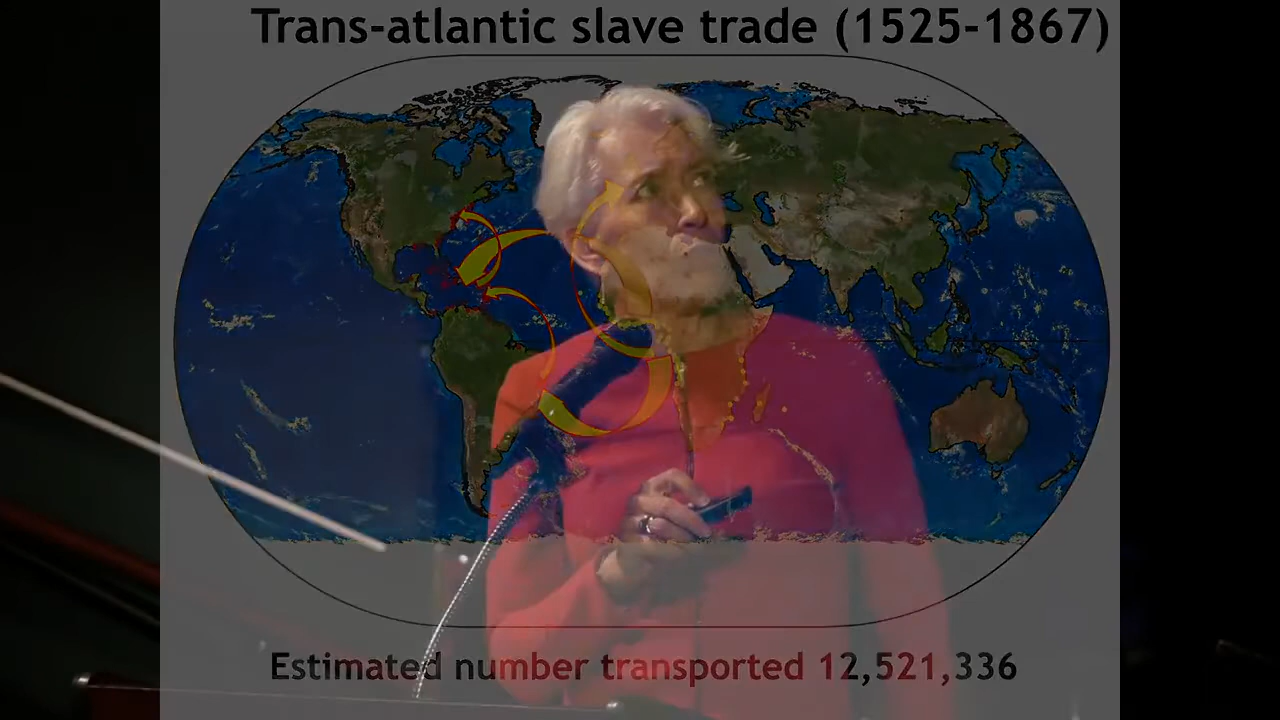 Trans-atlantic slave trade (1525-1867)
Estimated number transported 12,521,336